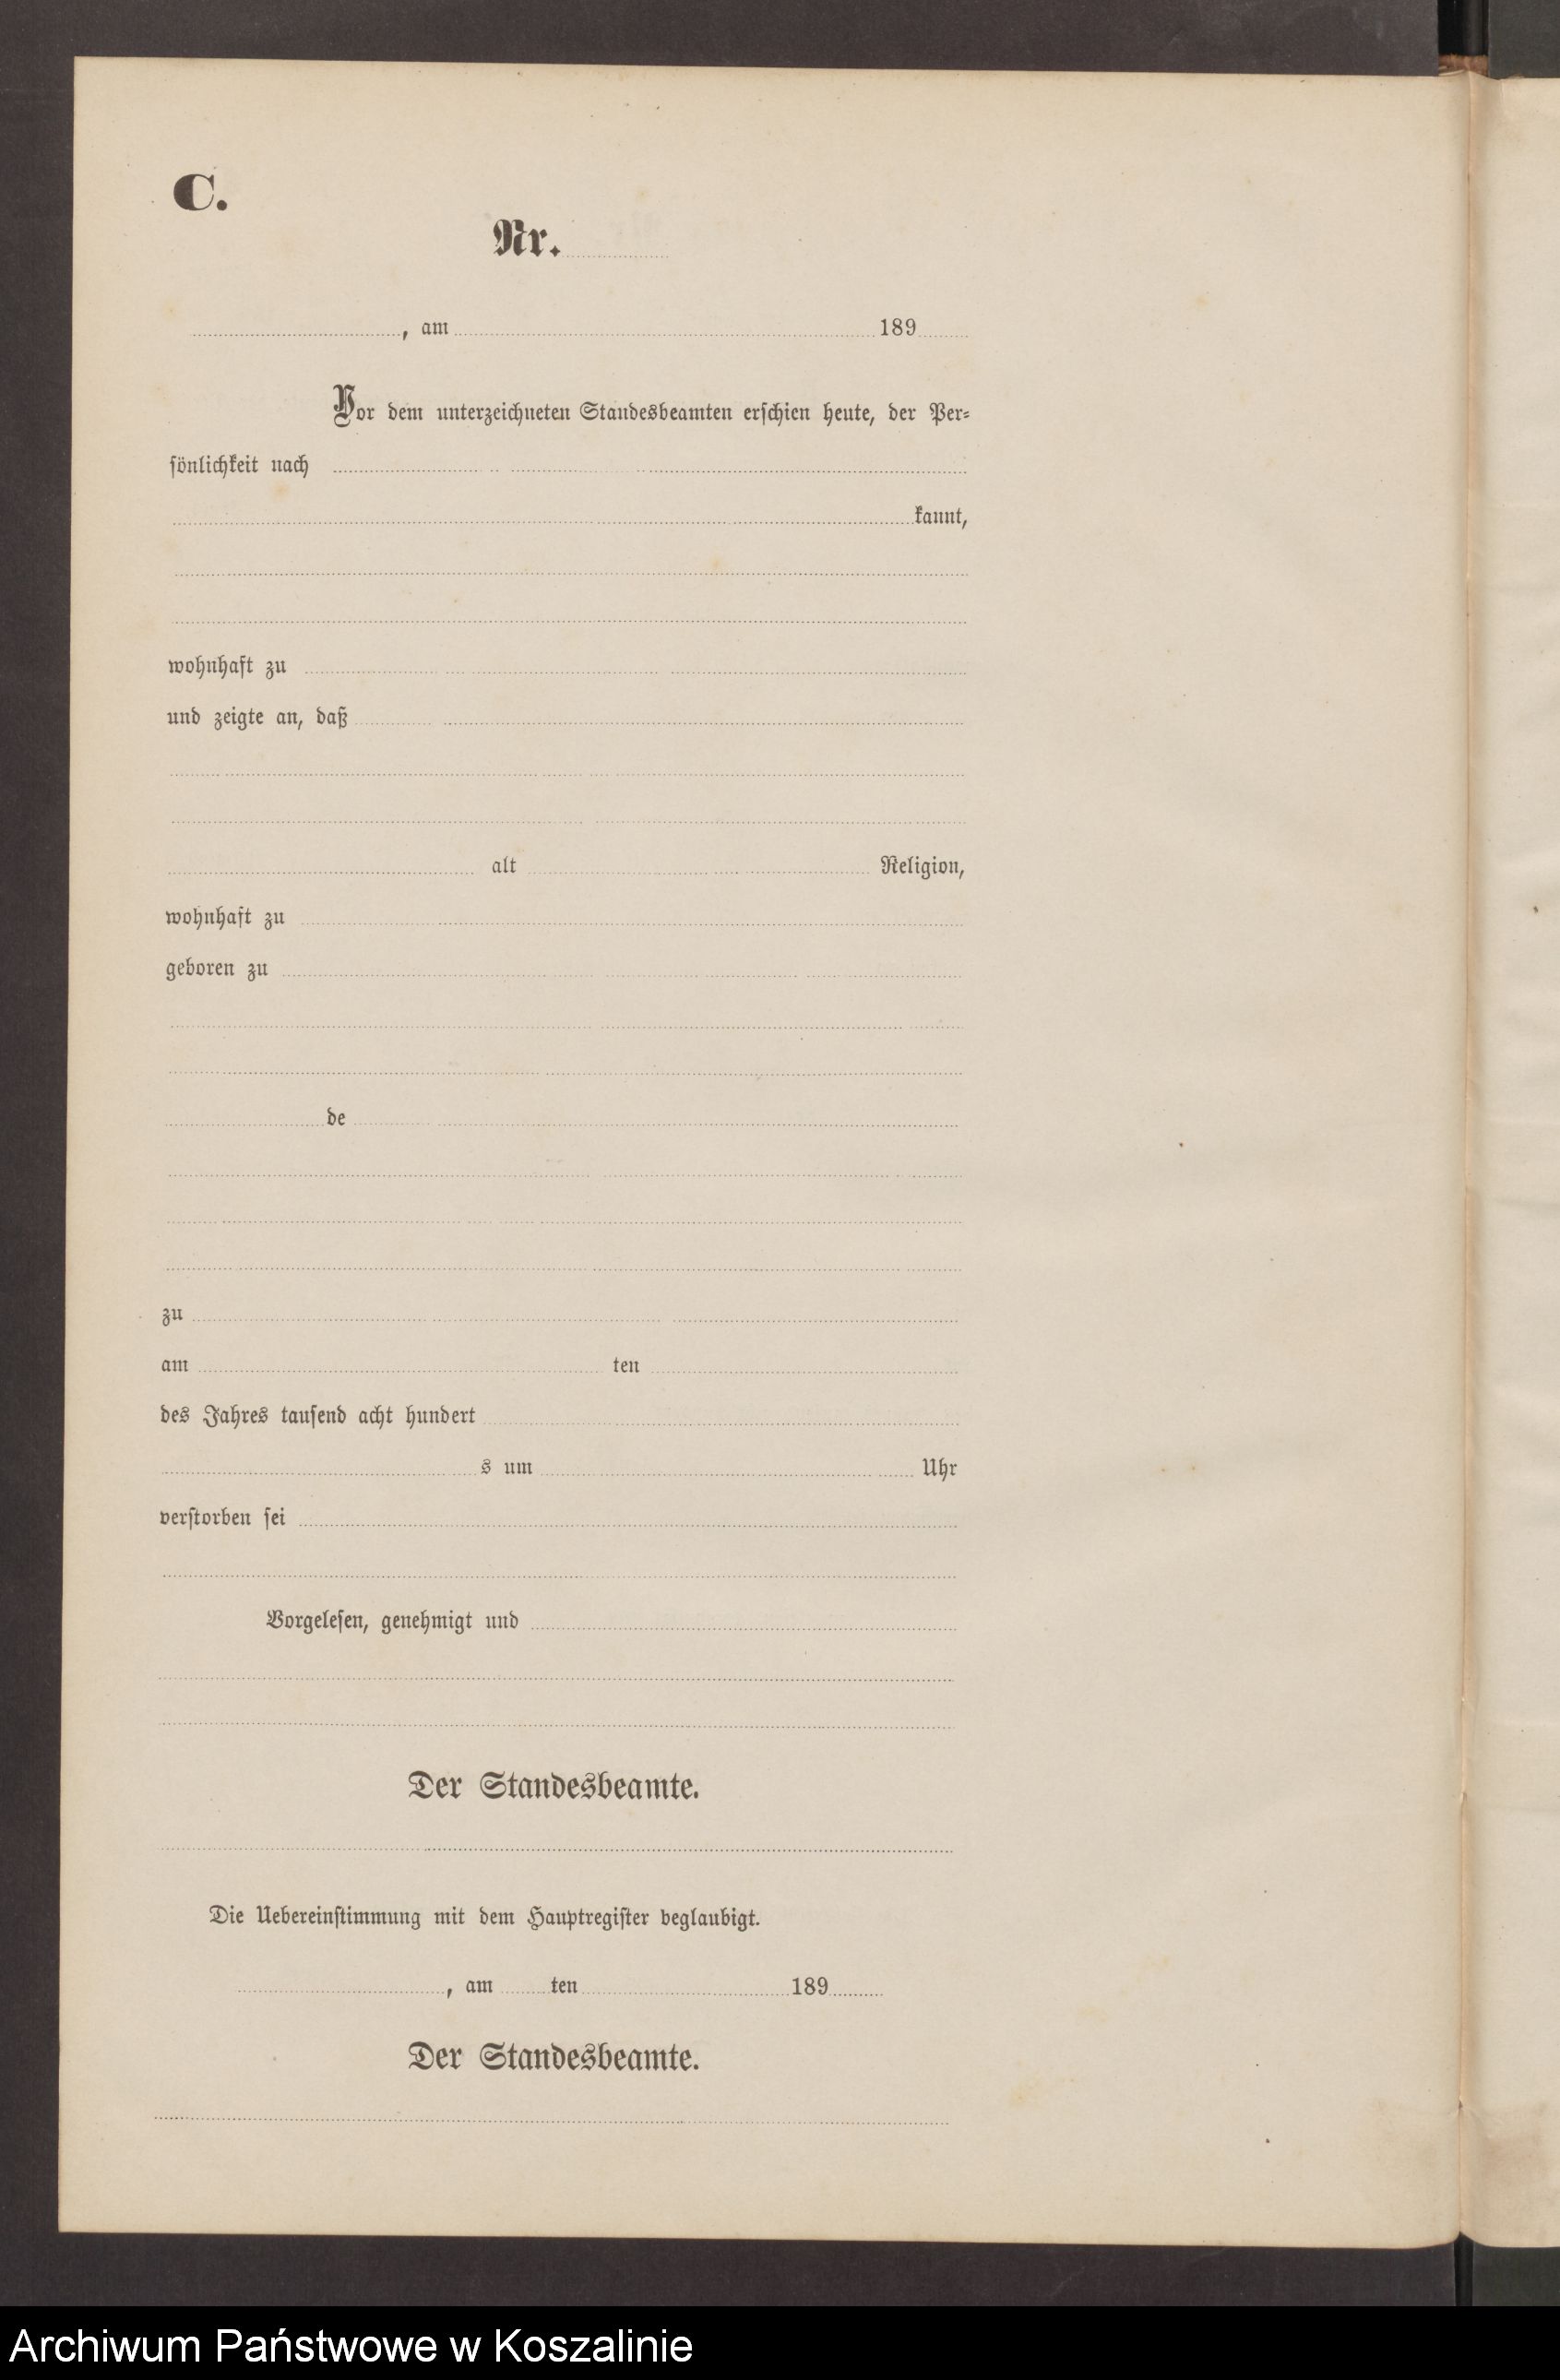 C.
Nr.
, am 189
Vor dem unterzeichneten Standesbeamten erschien heute, der Per-
sönlichkeit nach
kannt,
wohnhaft zu
und zeigte an, daß
alt Religion,
wohnhaft zu
geboren zu
de
zu
am ten
des Jahres tausend acht hundert
s um Uhr
verstorben sei
Vorgelesen, genehmigt und
Der Standesbeamte.
Die Uebereinstimmung mit dem Hauptregister beglaubigt.
, am ten 189
Der Standesbeamte.
Archiwum Państwowe w Koszalinie